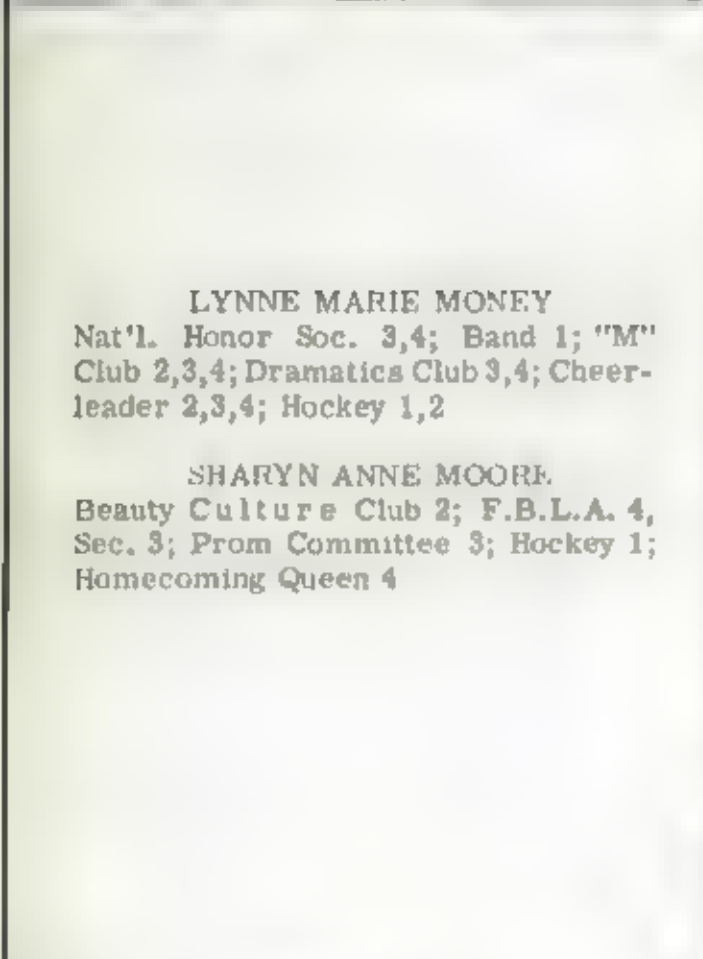 LYNNE MARIE MONEY
Nat'l. Honor Soc. 3,4; Band 1; "M"
Club 2,3,4; Dramatics Club 3,4; Cheer-
leader 2,3,4; Hockey 1,2
SHARYN ANNE MOORE
Beauty Culture Club 2; F.B.L.A. 4,
Sec. 3; Prom Committee 3; Hockey 1;
Homecoming Queen 4